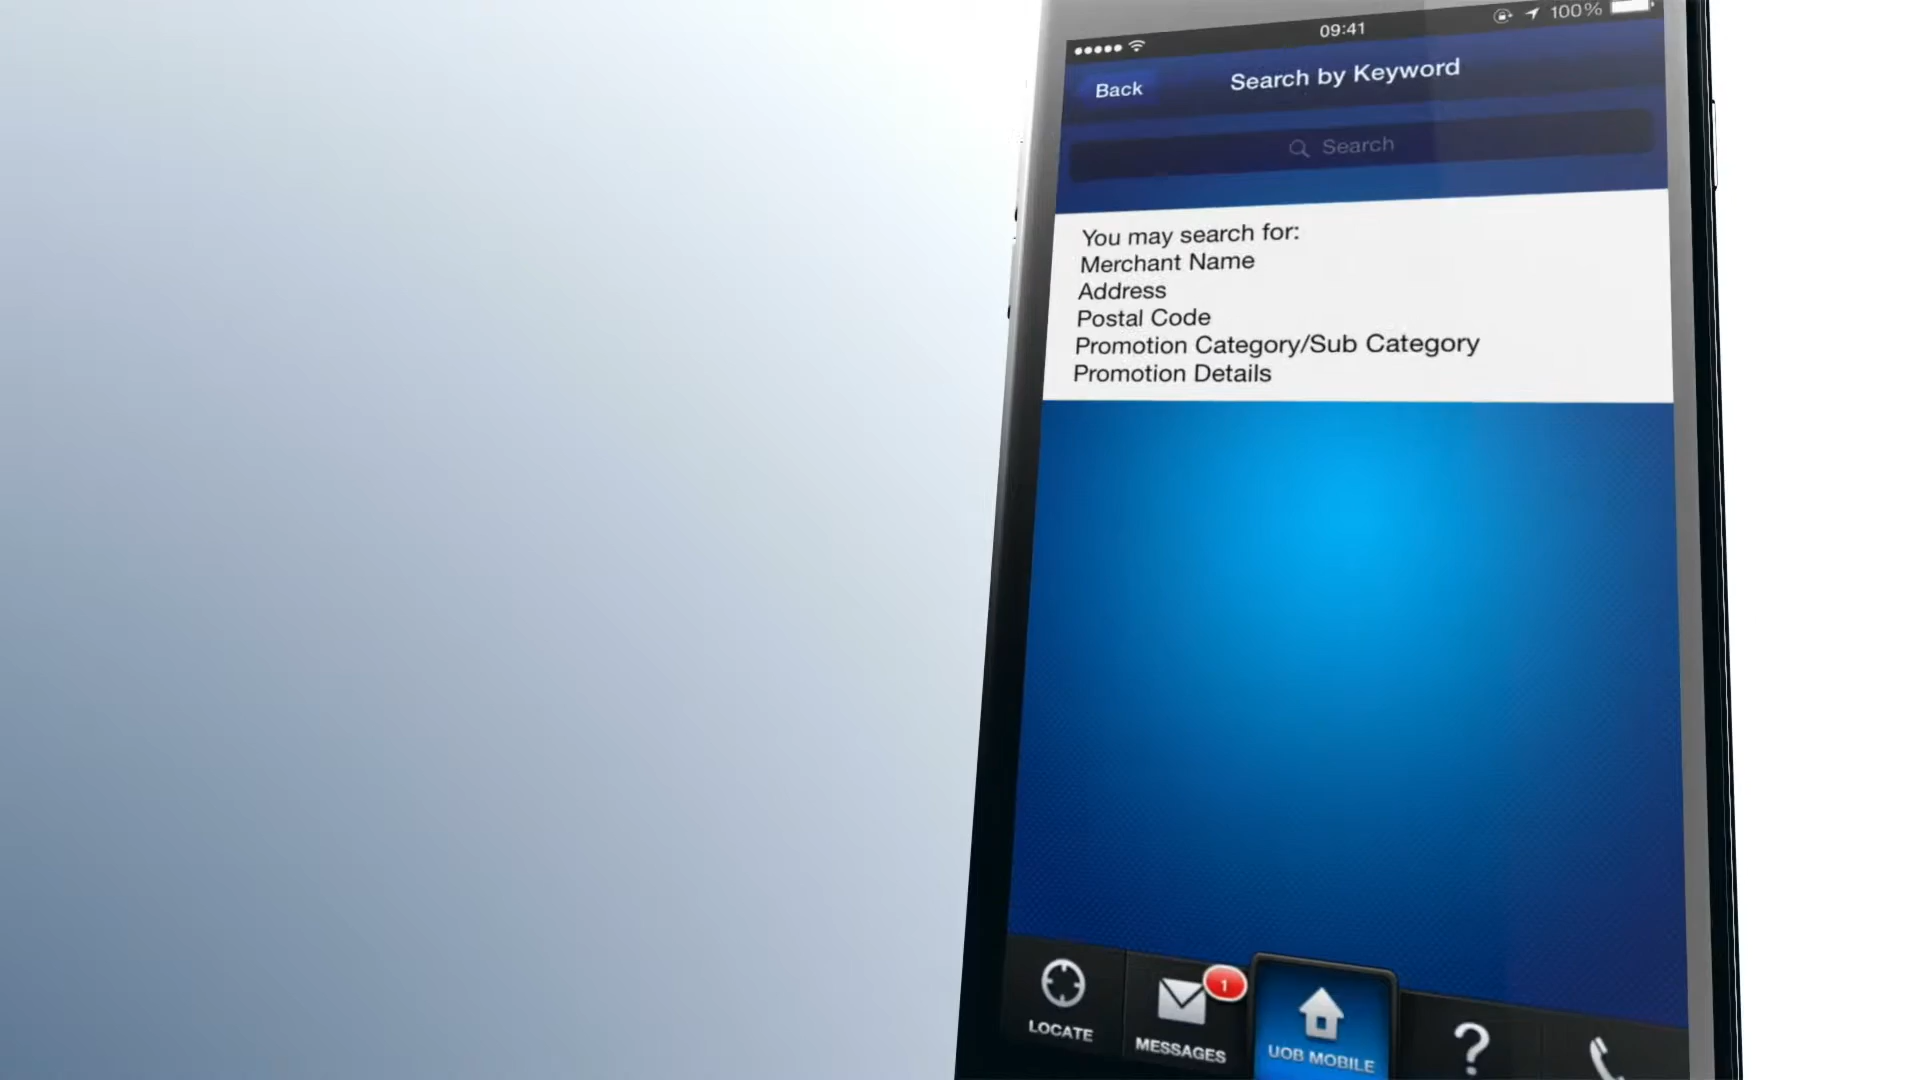 09:41
100%
Back
Search by Keyword
Search
You may search for:
Merchant Name
Address
Postal Code
Promotion Category/Sub Category
Promotion Details
1
LOCATE
MESSAGES
UOB MOBILE
?